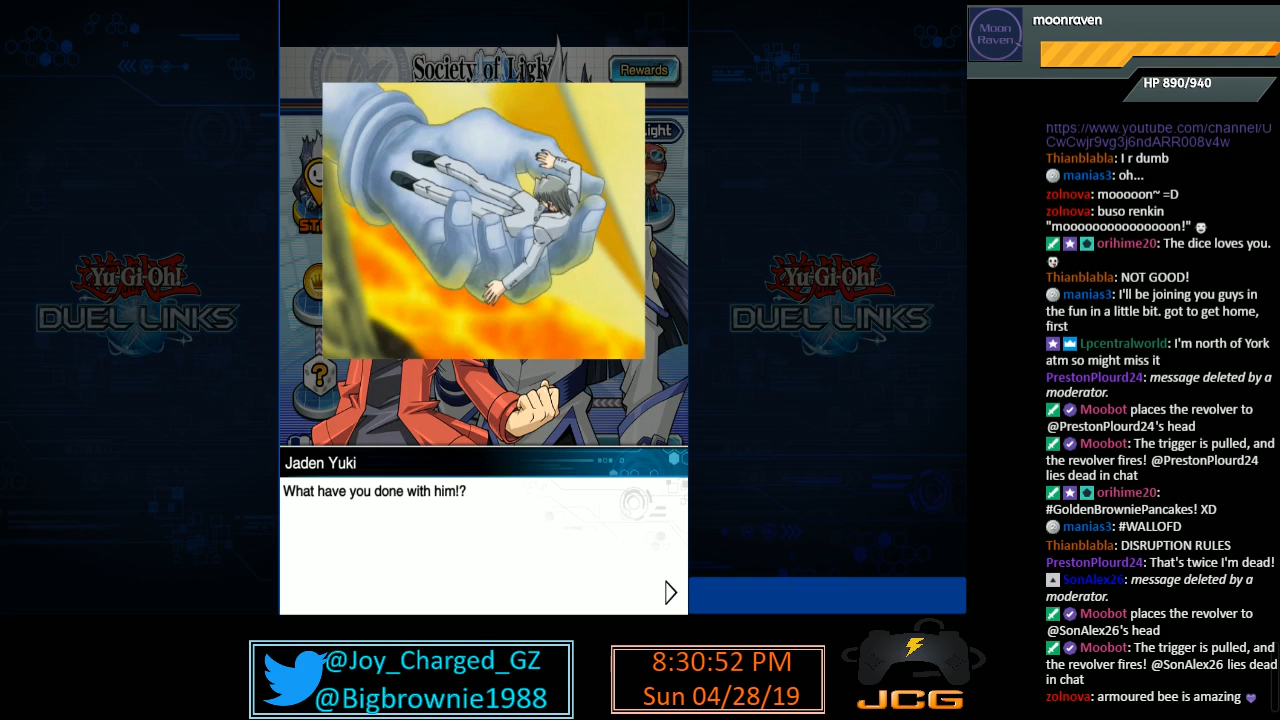 Society of Light
Rewards
Light
Yu-Gi-Oh!
DUEL LINKS
Yu-Gi-Oh!
DUEL LINKS
?
Jaden Yuki
What have you done with him!?
@Joy_Charged_GZ
@Bigbrownie1988
8:30:52 PM
Sun 04/28/19
JCG
Moon
Raven
moonraven
HP 890/940
https://www.youtube.com/channel/U
CwCwjr9vg3j6ndARR008v4w
Thianblabla: I r dumb
manias3: oh...
zolnova: mooooon~ =D
zolnova: buso renkin
"moooooooooooooooon!"
orihime20: The dice loves you.
Thianblabla: NOT GOOD!
manias3: I'll be joining you guys in
the fun in a little bit. got to get home,
first
Lpcentralworld: I'm north of York
atm so might miss it
PrestonPlourd24: message deleted by a
moderator.
Moobot places the revolver to
@PrestonPlourd24's head
Moobot: The trigger is pulled, and
the revolver fires! @PrestonPlourd24
lies dead in chat
orihime20:
#GoldenBrowniePancakes! XD
manias3: #WALLOFD
Thianblabla: DISRUPTION RULES
PrestonPlourd24: That's twice I'm dead!
SonAlex26: message deleted by a
moderator.
Moobot places the revolver to
@SonAlex26's head
Moobot: The trigger is pulled, and
the revolver fires! @SonAlex26 lies dead
in chat
zolnova: armoured bee is amazing